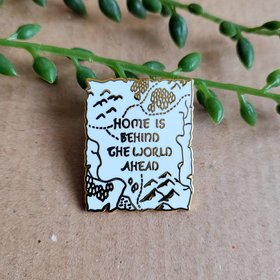 HOME IS
BEHIND
THE WORLD
AHEAD